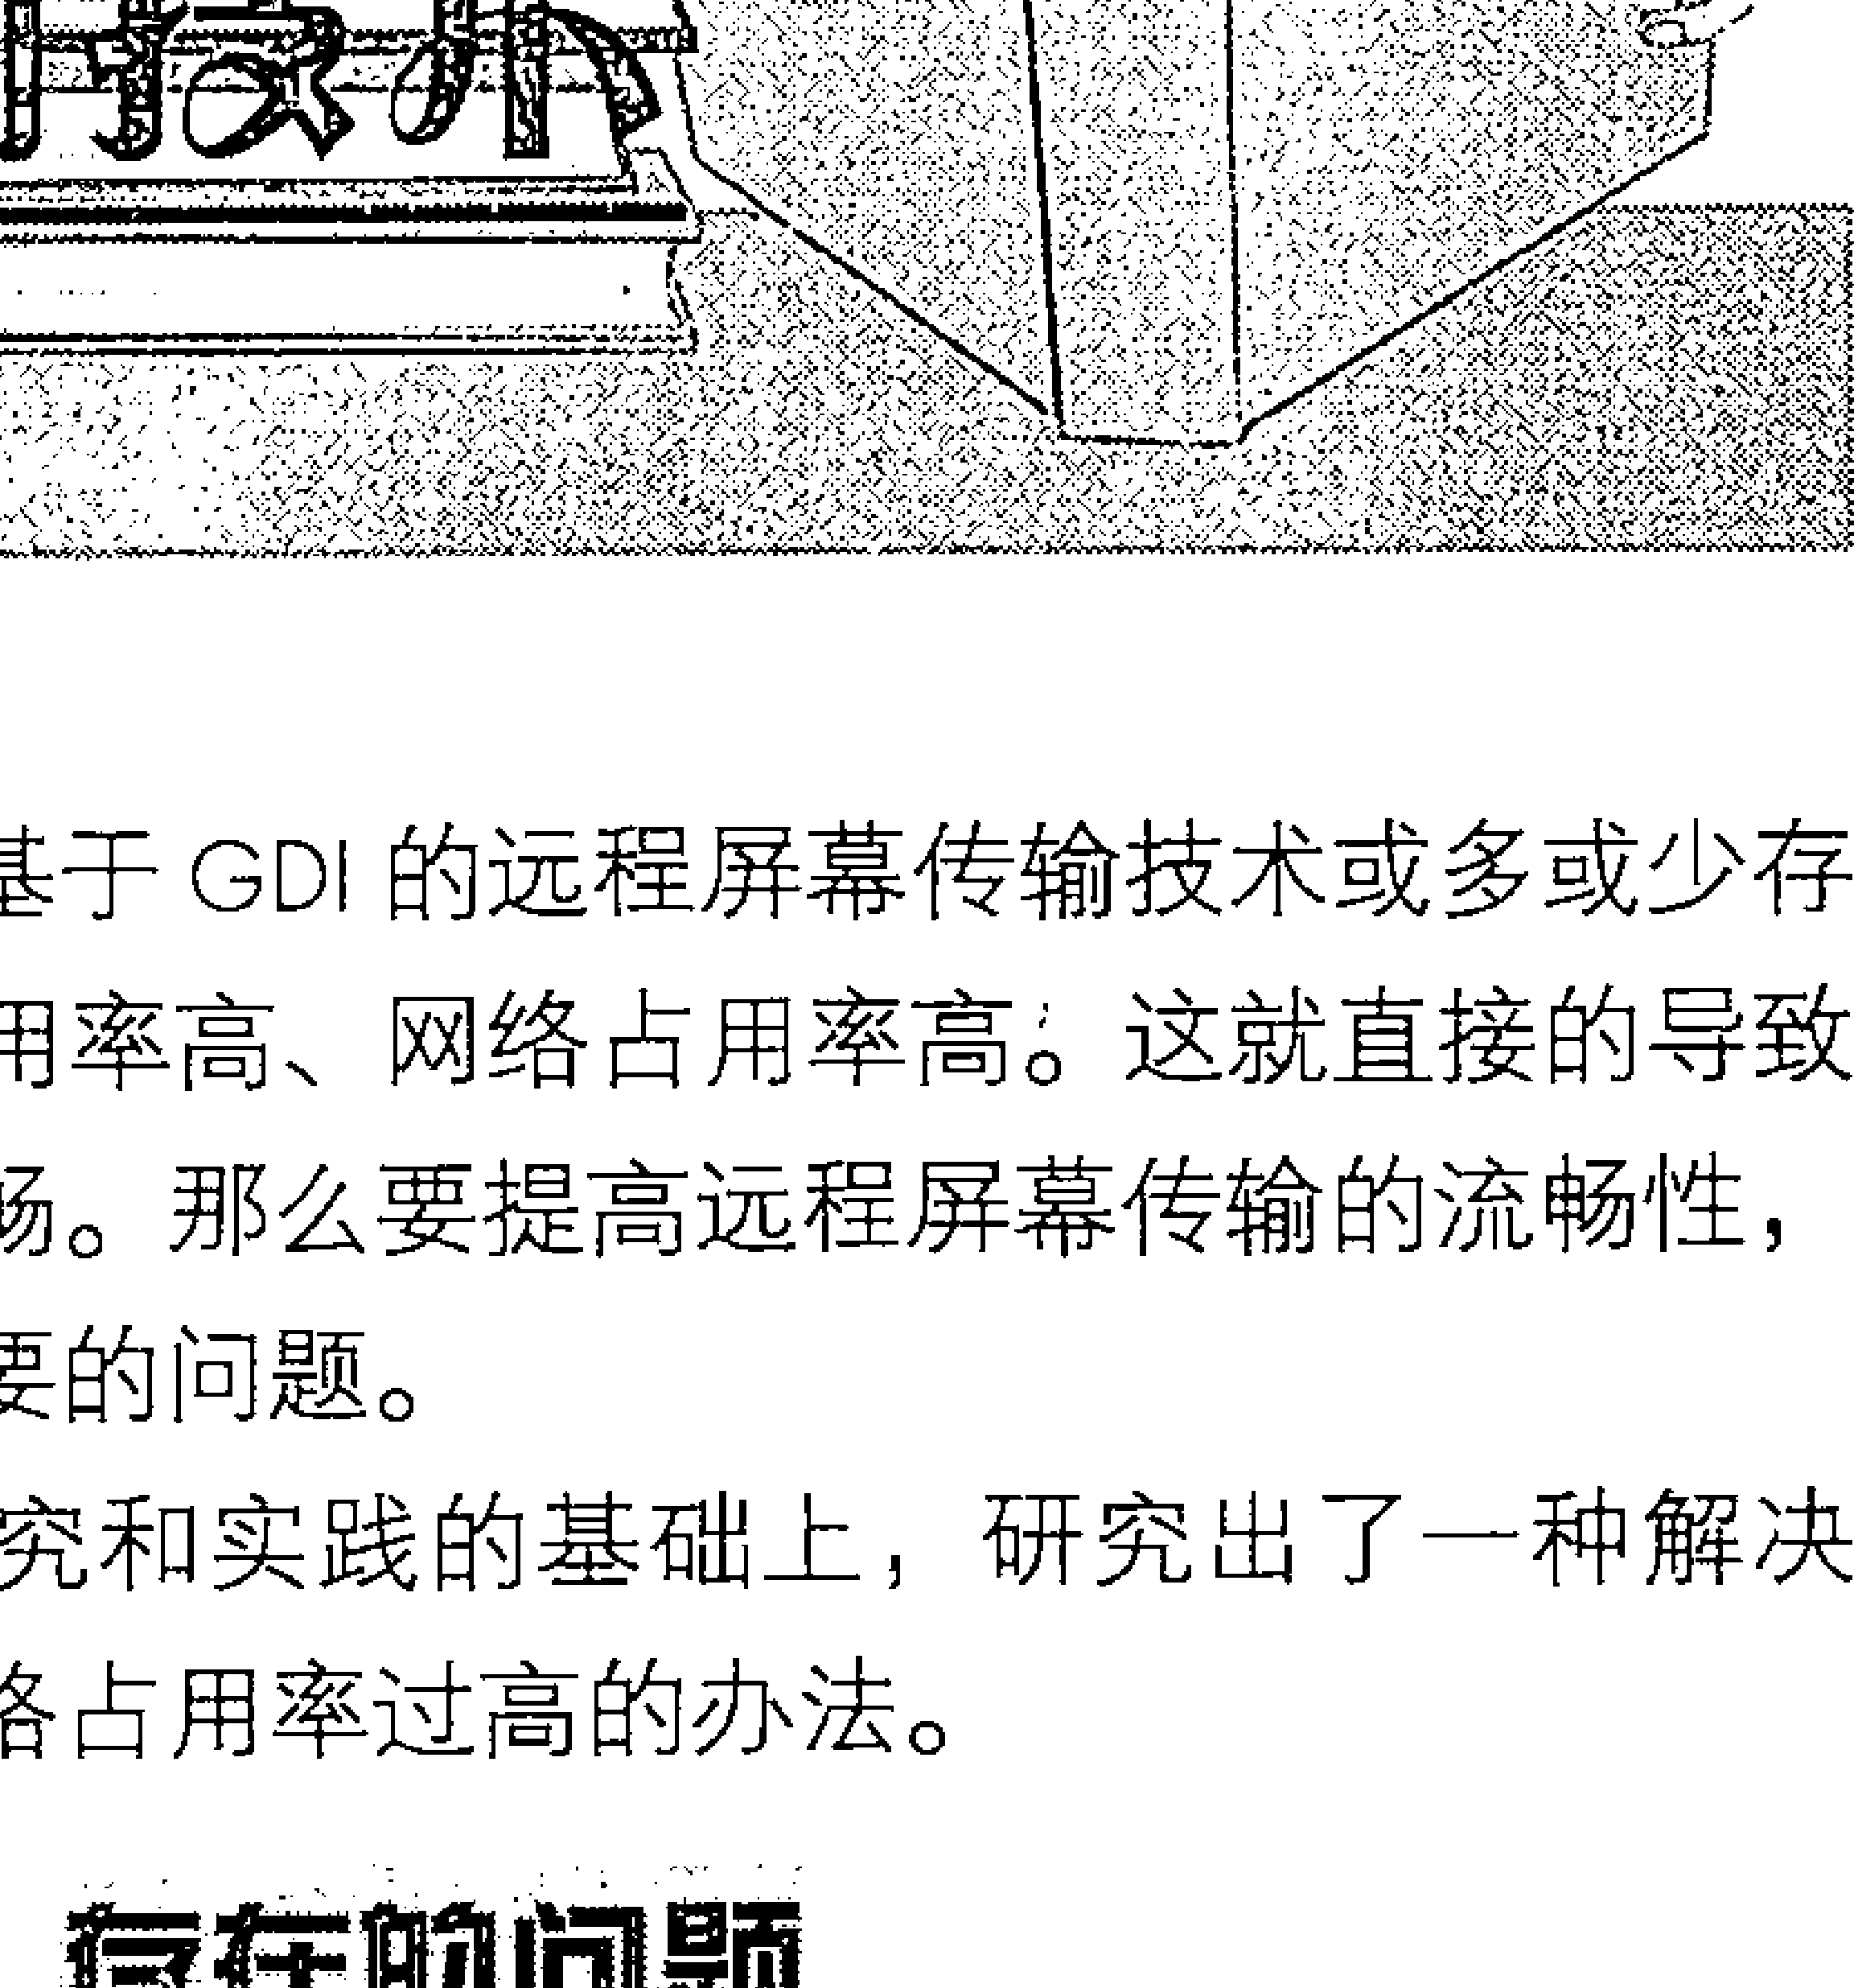 技术
基于 GDI 的远程屏幕传输技术或多或少存
用率高、网络占用率高。这就直接的导致
畅。那么要提高远程屏幕传输的流畅性，
要的问题。
究和实践的基础上，研究出了一种解决
络占用率过高的办法。
存在的问题